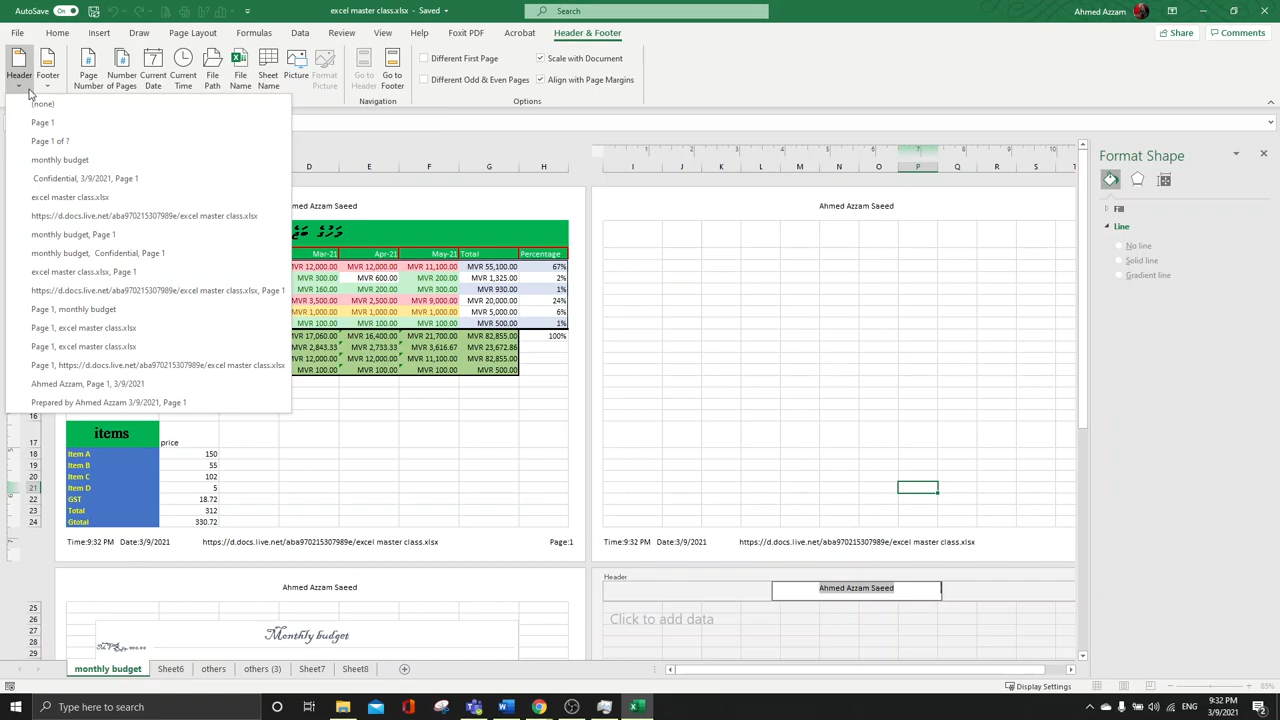 AutoSave On excel master class.xlsx - Saved Search Ahmed Azzam
File Home Insert Draw Page Layout Formulas Data Review View Help Foxit PDF Acrobat Header & Footer Share Comments
Header Footer Page Number Number of Pages Current Date Current Time File Path File Name Sheet Name Picture Format Picture Go to Header Go to Footer
Different First Page Scale with Document
Different Odd & Even Pages Align with Page Margins
Navigation Options
(none)
Page 1
Page 1 of ?
monthly budget
Confidential, 3/9/2021, Page 1
excel master class.xlsx
https://d.docs.live.net/aba970215307989e/excel master class.xlsx
monthly budget, Page 1
monthly budget, Confidential, Page 1
excel master class.xlsx, Page 1
https://d.docs.live.net/aba970215307989e/excel master class.xlsx, Page 1
Page 1, monthly budget
Page 1, excel master class.xlsx
Page 1, excel master class.xlsx
Page 1, https://d.docs.live.net/aba970215307989e/excel master class.xlsx
Ahmed Azzam, Page 1, 3/9/2021
Prepared by Ahmed Azzam 3/9/2021, Page 1
D E F G H I J K L M N O P Q R S
med Azzam Saeed Ahmed Azzam Saeed
Mar-21 Apr-21 May-21 Total Percentage
MVR 12,000.00 MVR 12,000.00 MVR 11,100.00 MVR 55,100.00 67%
MVR 300.00 MVR 600.00 MVR 200.00 MVR 1,325.00 2%
MVR 160.00 MVR 200.00 MVR 300.00 MVR 930.00 1%
MVR 3,500.00 MVR 2,500.00 MVR 9,000.00 MVR 20,000.00 24%
MVR 1,000.00 MVR 1,000.00 MVR 1,000.00 MVR 5,000.00 6%
MVR 100.00 MVR 100.00 MVR 100.00 MVR 500.00 1%
MVR 17,060.00 MVR 16,400.00 MVR 21,700.00 MVR 82,855.00 100%
MVR 2,843.33 MVR 2,733.33 MVR 3,616.67 MVR 23,672.86
MVR 12,000.00 MVR 12,000.00 MVR 11,100.00 MVR 82,855.00
MVR 100.00 MVR 100.00 MVR 100.00 MVR 500.00
16
17 items price
18 Item A 150
19 Item B 55
20 Item C 102
21 Item D 5
22 GST 18.72
23 Total 312
24 Gtotal 330.72
Time:9:32 PM Date:3/9/2021 https://d.docs.live.net/aba970215307989e/excel master class.xlsx Page:1
Time:9:32 PM Date:3/9/2021 https://d.docs.live.net/aba970215307989e/excel master class.xlsx
Header
Ahmed Azzam Saeed Ahmed Azzam Saeed
25
26
27
28
29
Monthly budget
Click to add data
Format Shape
Fill
Line
No line
Solid line
Gradient line
monthly budget Sheet6 others others (3) Sheet7 Sheet8
Display Settings 85%
Type here to search ENG 9:32 PM
3/9/2021